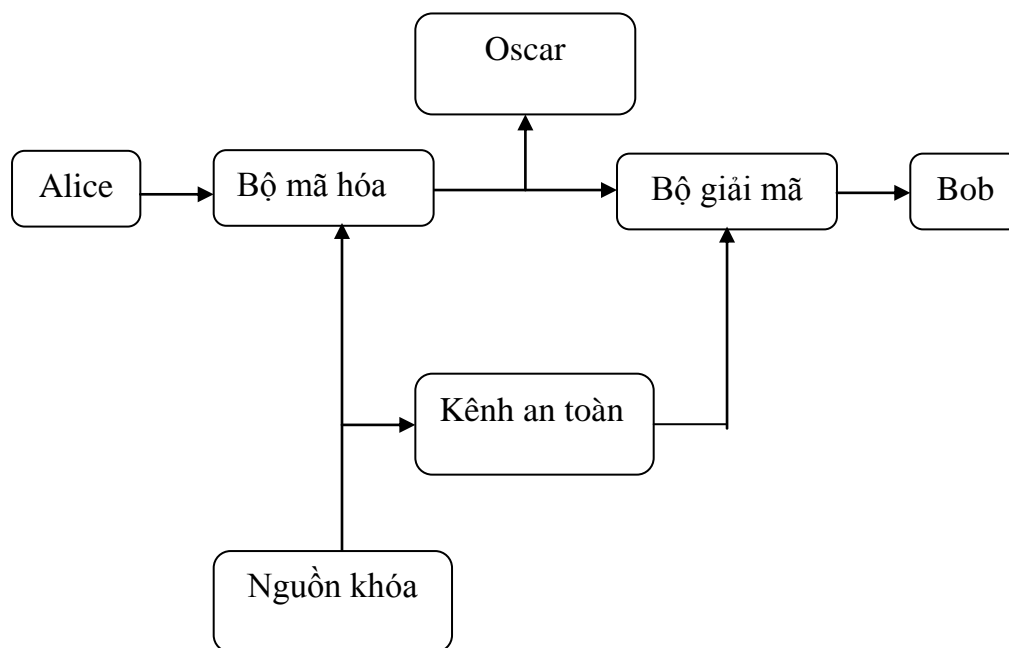 Oscar
Alice
Bộ mã hóa
Bộ giải mã
Bob
Kênh an toàn
Nguồn khóa